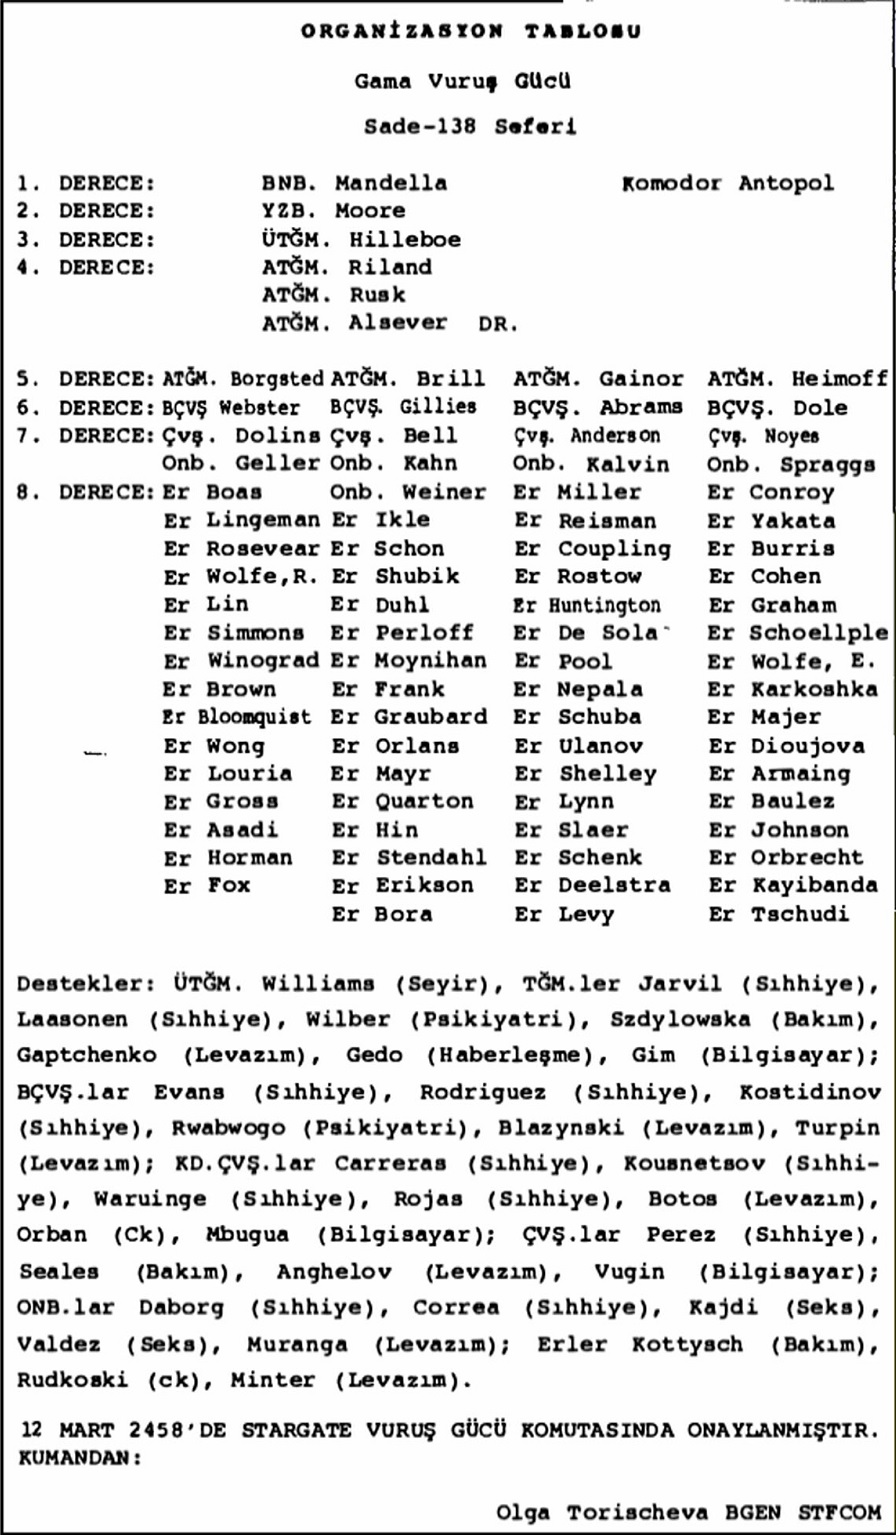 ORGANİZASYON TABLOSU
Gama Vuruş Gücü
Sade-138 Seferi
1. DERECE: BNB. Mandella Komodor Antopol
2. DERECE: YZB. Moore
3. DERECE: ÜTĞM. Hilleboe
4. DERECE: ATĞM. Riland
ATĞM. Rusk
ATĞM. Alsever DR.
5. DERECE: ATĞM. Borgsted ATĞM. Brill ATĞM. Gainor ATĞM. Heimoff
6. DERECE: BÇVŞ Webster BÇVŞ. Gillies BÇVŞ. Abrams BÇVŞ. Dole
7. DERECE: Çvş. Dolins Çvş. Bell Çvş. Anderson Çvş. Noyes
Onb. Geller Onb. Kahn Onb. Kalvin Onb. Spraggs
8. DERECE: Er Boas Onb. Weiner Er Miller Er Conroy
Er Lingeman Er Ikle Er Reisman Er Yakata
Er Rosevear Er Schon Er Coupling Er Burris
Er Wolfe,R. Er Shubik Er Rostow Er Cohen
Er Lin Er Duhl Er Huntington Er Graham
Er Simmons Er Perloff Er De Sola Er Schoellple
Er Winograd Er Moynihan Er Pool Er Wolfe, E.
Er Brown Er Frank Er Nepala Er Karkoshka
Er Bloomquist Er Graubard Er Schuba Er Majer
Er Wong Er Orlans Er Ulanov Er Dioujova
Er Louria Er Mayr Er Shelley Er Armaing
Er Gross Er Quarton Er Lynn Er Baulez
Er Asadi Er Hin Er Slaer Er Johnson
Er Horman Er Stendahl Er Schenk Er Orbrecht
Er Fox Er Erikson Er Deelstra Er Kayibanda
Er Bora Er Levy Er Tschudi
Destekler: ÜTĞM. Williams (Seyir), TĞM.ler Jarvil (Sıhhiye),
Laasonen (Sıhhiye), Wilber (Psikiyatri), Szdylowska (Bakım),
Gaptchenko (Levazım), Gedo (Haberleşme), Gim (Bilgisayar);
BÇVŞ.lar Evans (Sıhhiye), Rodriguez (Sıhhiye), Kostidinov
(Sıhhiye), Rwabwogo (Psikiyatri), Blazynski (Levazım), Turpin
(Levazım); KD.ÇVŞ.lar Carreras (Sıhhiye), Kousnetsov (Sıhhi-
ye), Waruinge (Sıhhiye), Rojas (Sıhhiye), Botos (Levazım),
Orban (Ck), Mbugua (Bilgisayar); ÇVŞ.lar Perez (Sıhhiye),
Seales (Bakım), Anghelov (Levazım), Vugin (Bilgisayar);
ONB.lar Daborg (Sıhhiye), Correa (Sıhhiye), Kajdi (Seks),
Valdez (Seks), Muranga (Levazım); Erler Kottysch (Bakım),
Rudkoski (ck), Minter (Levazım).
12 MART 2458'DE STARGATE VURUŞ GÜCÜ KOMUTASINDA ONAYLANMIŞTIR.
KUMANDAN:
Olga Torischeva BGEN STFCOM